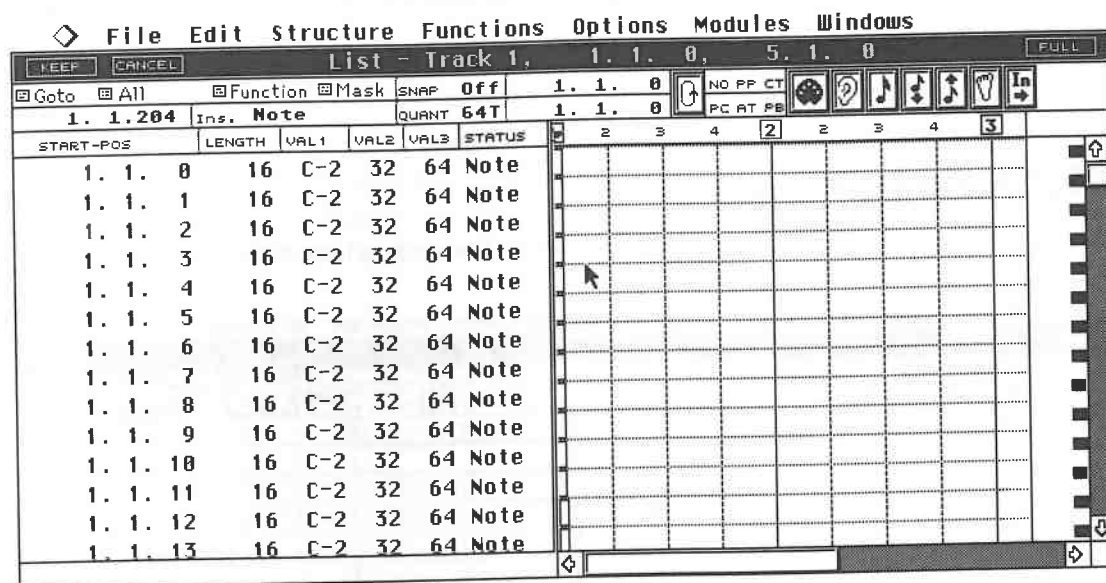 File Edit Structure Functions Options Modules Windows
KEEP CANCEL List - Track 1, 1. 1. 0, 5. 1. 0 FULL
Goto All Function Mask SNAP Off 1. 1. 0 NO PP CT In
1. 1.204 Ins. Note QUANT 64T 1. 1. 0 PC AT PB
START-POS LENGTH VAL1 VAL2 VAL3 STATUS 2 3 4 2 2 3 4 3
1. 1. 0 16 C-2 32 64 Note
1. 1. 1 16 C-2 32 64 Note
1. 1. 2 16 C-2 32 64 Note
1. 1. 3 16 C-2 32 64 Note
1. 1. 4 16 C-2 32 64 Note
1. 1. 5 16 C-2 32 64 Note
1. 1. 6 16 C-2 32 64 Note
1. 1. 7 16 C-2 32 64 Note
1. 1. 8 16 C-2 32 64 Note
1. 1. 9 16 C-2 32 64 Note
1. 1. 10 16 C-2 32 64 Note
1. 1. 11 16 C-2 32 64 Note
1. 1. 12 16 C-2 32 64 Note
1. 1. 13 16 C-2 32 64 Note